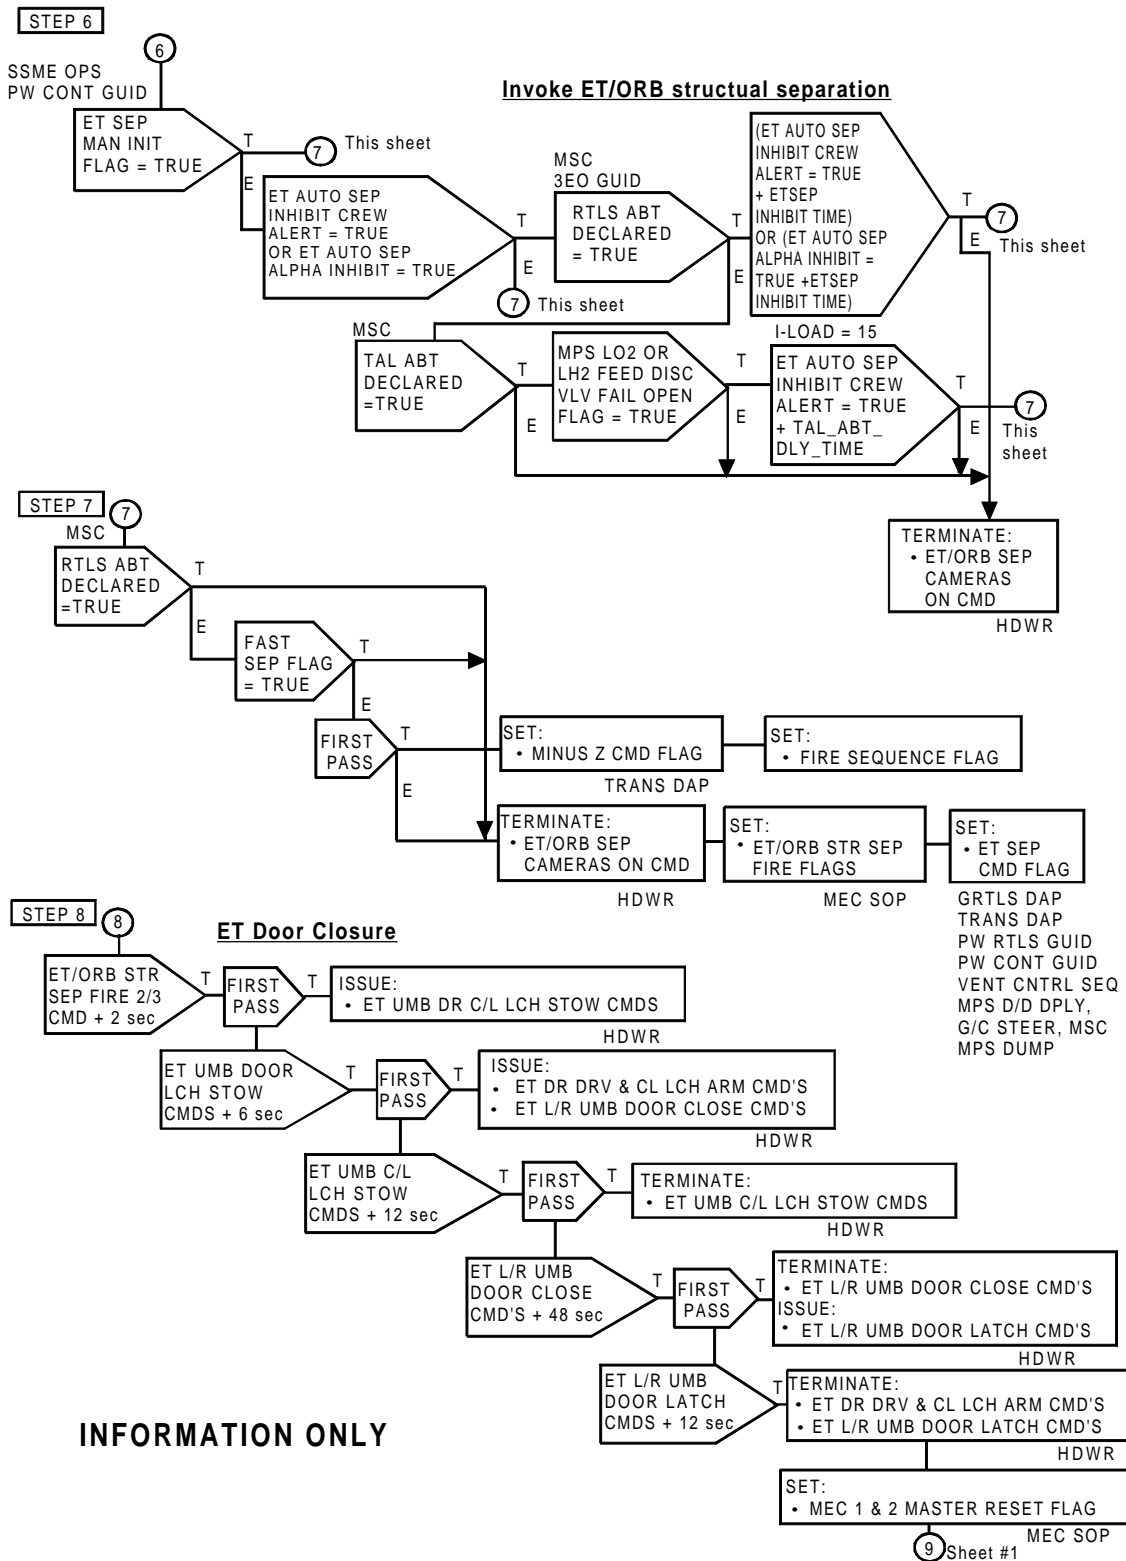 STEP 6
6
SSME OPS
PW CONT GUID
Invoke ET/ORB structual separation
ET SEP
MAN INIT
FLAG = TRUE
T
7
This sheet
E
ET AUTO SEP
INHIBIT CREW
ALERT = TRUE
OR ET AUTO SEP
ALPHA INHIBIT = TRUE
T
E
7
This sheet
MSC
3EO GUID
RTLS ABT
DECLARED
= TRUE
T
E
(ET AUTO SEP
INHIBIT CREW
ALERT = TRUE
+ ETSEP
INHIBIT TIME)
OR (ET AUTO SEP
ALPHA INHIBIT =
TRUE +ETSEP
INHIBIT TIME)
T
7
E
This sheet
I-LOAD = 15
MSC
TAL ABT
DECLARED
=TRUE
T
E
MPS LO2 OR
LH2 FEED DISC
VLV FAIL OPEN
FLAG = TRUE
T
E
ET AUTO SEP
INHIBIT CREW
ALERT = TRUE
+ TAL_ABT_
DLY_TIME
T
7
E
This
sheet
TERMINATE:
• ET/ORB SEP
CAMERAS
ON CMD
HDWR
STEP 7
7
MSC
RTLS ABT
DECLARED
=TRUE
T
E
FAST
SEP FLAG
= TRUE
T
E
FIRST
PASS
T
E
SET:
• MINUS Z CMD FLAG
TRANS DAP
SET:
• FIRE SEQUENCE FLAG
TERMINATE:
• ET/ORB SEP
CAMERAS ON CMD
HDWR
SET:
• ET/ORB STR SEP
FIRE FLAGS
MEC SOP
SET:
• ET SEP
CMD FLAG
GRTLS DAP
TRANS DAP
PW RTLS GUID
PW CONT GUID
VENT CNTRL SEQ
MPS D/D DPLY,
G/C STEER, MSC
MPS DUMP
STEP 8
8
ET Door Closure
ET/ORB STR
SEP FIRE 2/3
CMD + 2 sec
T
FIRST
PASS
T
ISSUE:
• ET UMB DR C/L LCH STOW CMDS
HDWR
ET UMB DOOR
LCH STOW
CMDS + 6 sec
T
FIRST
PASS
T
ISSUE:
• ET DR DRV & CL LCH ARM CMD'S
• ET L/R UMB DOOR CLOSE CMD'S
HDWR
ET UMB C/L
LCH STOW
CMDS + 12 sec
T
FIRST
PASS
T
TERMINATE:
• ET UMB C/L LCH STOW CMDS
HDWR
ET L/R UMB
DOOR CLOSE
CMD'S + 48 sec
T
FIRST
PASS
T
TERMINATE:
• ET L/R UMB DOOR CLOSE CMD'S
ISSUE:
• ET L/R UMB DOOR LATCH CMD'S
HDWR
ET L/R UMB
DOOR LATCH
CMDS + 12 sec
T
TERMINATE:
• ET DR DRV & CL LCH ARM CMD'S
• ET L/R UMB DOOR LATCH CMD'S
HDWR
SET:
• MEC 1 & 2 MASTER RESET FLAG
MEC SOP
9
Sheet #1
INFORMATION ONLY